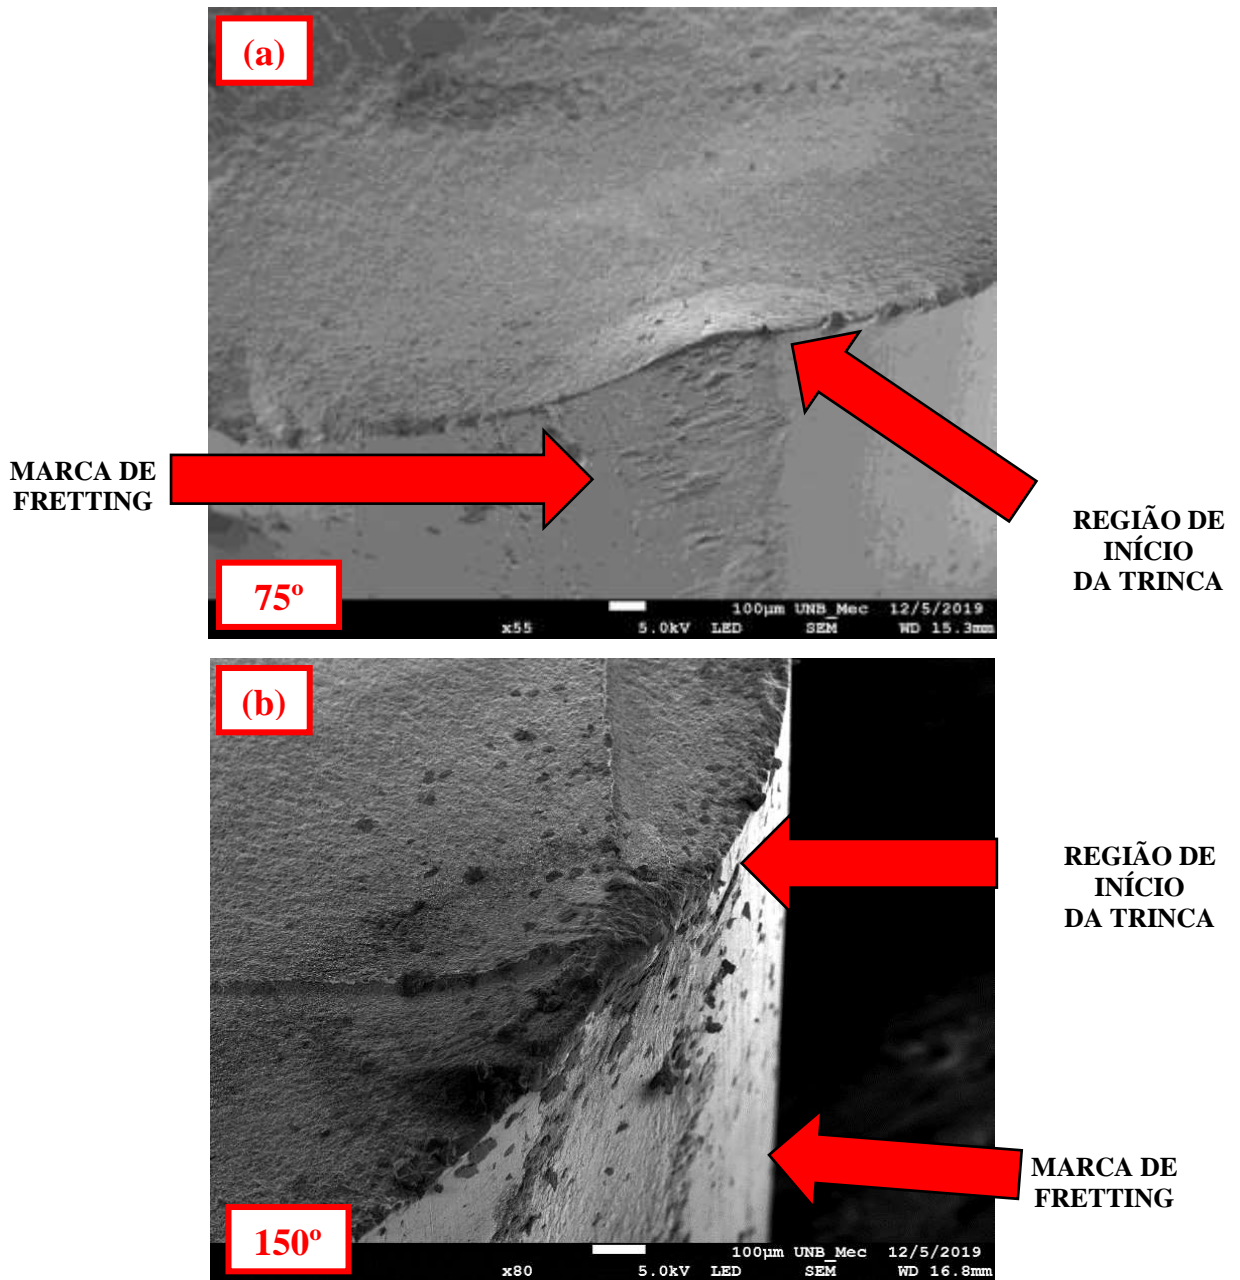 (a)
MARCA DE
FRETTING
REGIÃO DE
INÍCIO
DA TRINCA
75º
100µm UNB_Mec 12/5/2019
x55 5.0kV LED SEM WD 15.3mm
(b)
REGIÃO DE
INÍCIO
DA TRINCA
MARCA DE
FRETTING
150º
100µm UNB_Mec 12/5/2019
x80 5.0kV LED SEM WD 16.8mm